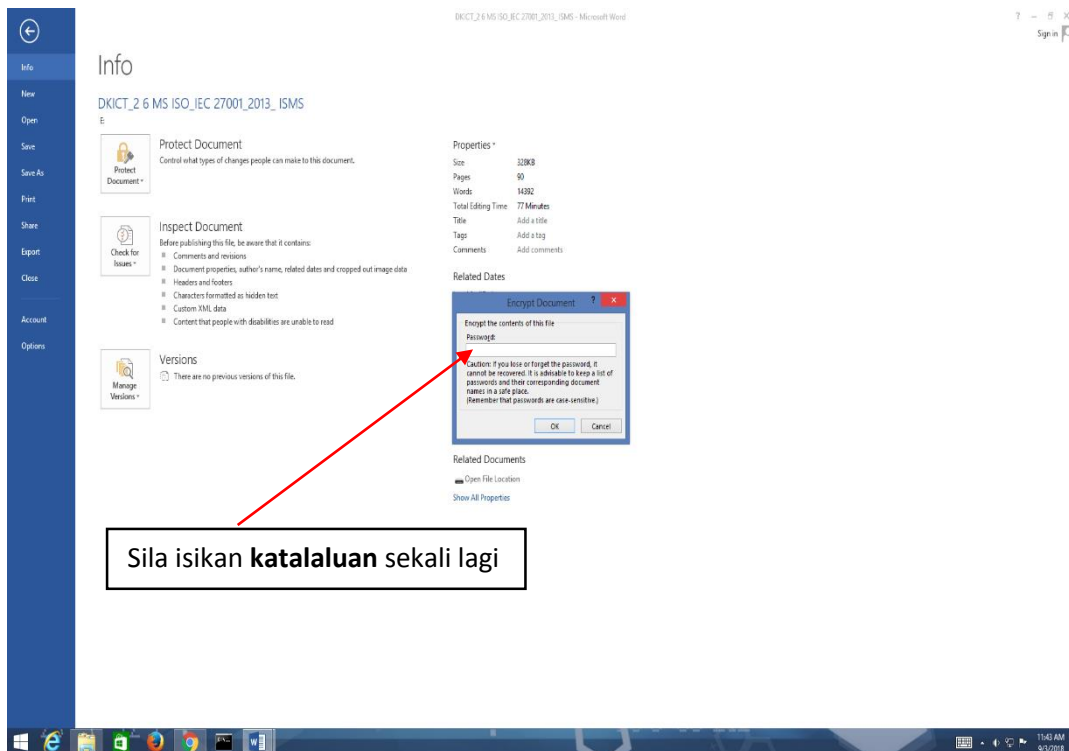 DKICT_2 6 MS ISO_IEC 27001_2013_ ISMS - Microsoft Word
?
Sign in
Info
New
Open
Save
Save As
Print
Share
Export
Close
Account
Options
Info
DKICT_2 6 MS ISO_IEC 27001_2013_ ISMS
E:
Protect
Document
Protect Document
Control what types of changes people can make to this document.
Check for
Issues
Inspect Document
Before publishing this file, be aware that it contains:
Comments and revisions
Document properties, author's name, related dates and cropped out image data
Headers and footers
Characters formatted as hidden text
Custom XML data
Content that people with disabilities are unable to read
Manage
Versions
Versions
There are no previous versions of this file.
Properties
Size 328KB
Pages 90
Words 14392
Total Editing Time 77 Minutes
Title Add a title
Tags Add a tag
Comments Add comments
Related Dates
Encrypt Document ? X
Encrypt the contents of this file
Password:
Caution: If you lose or forget the password, it
cannot be recovered. It is advisable to keep a list of
passwords and their corresponding document
names in a safe place.
(Remember that passwords are case-sensitive.)
OK Cancel
Related Documents
Open File Location
Show All Properties
Sila isikan katalaluan sekali lagi
11:43 AM
9/3/2018